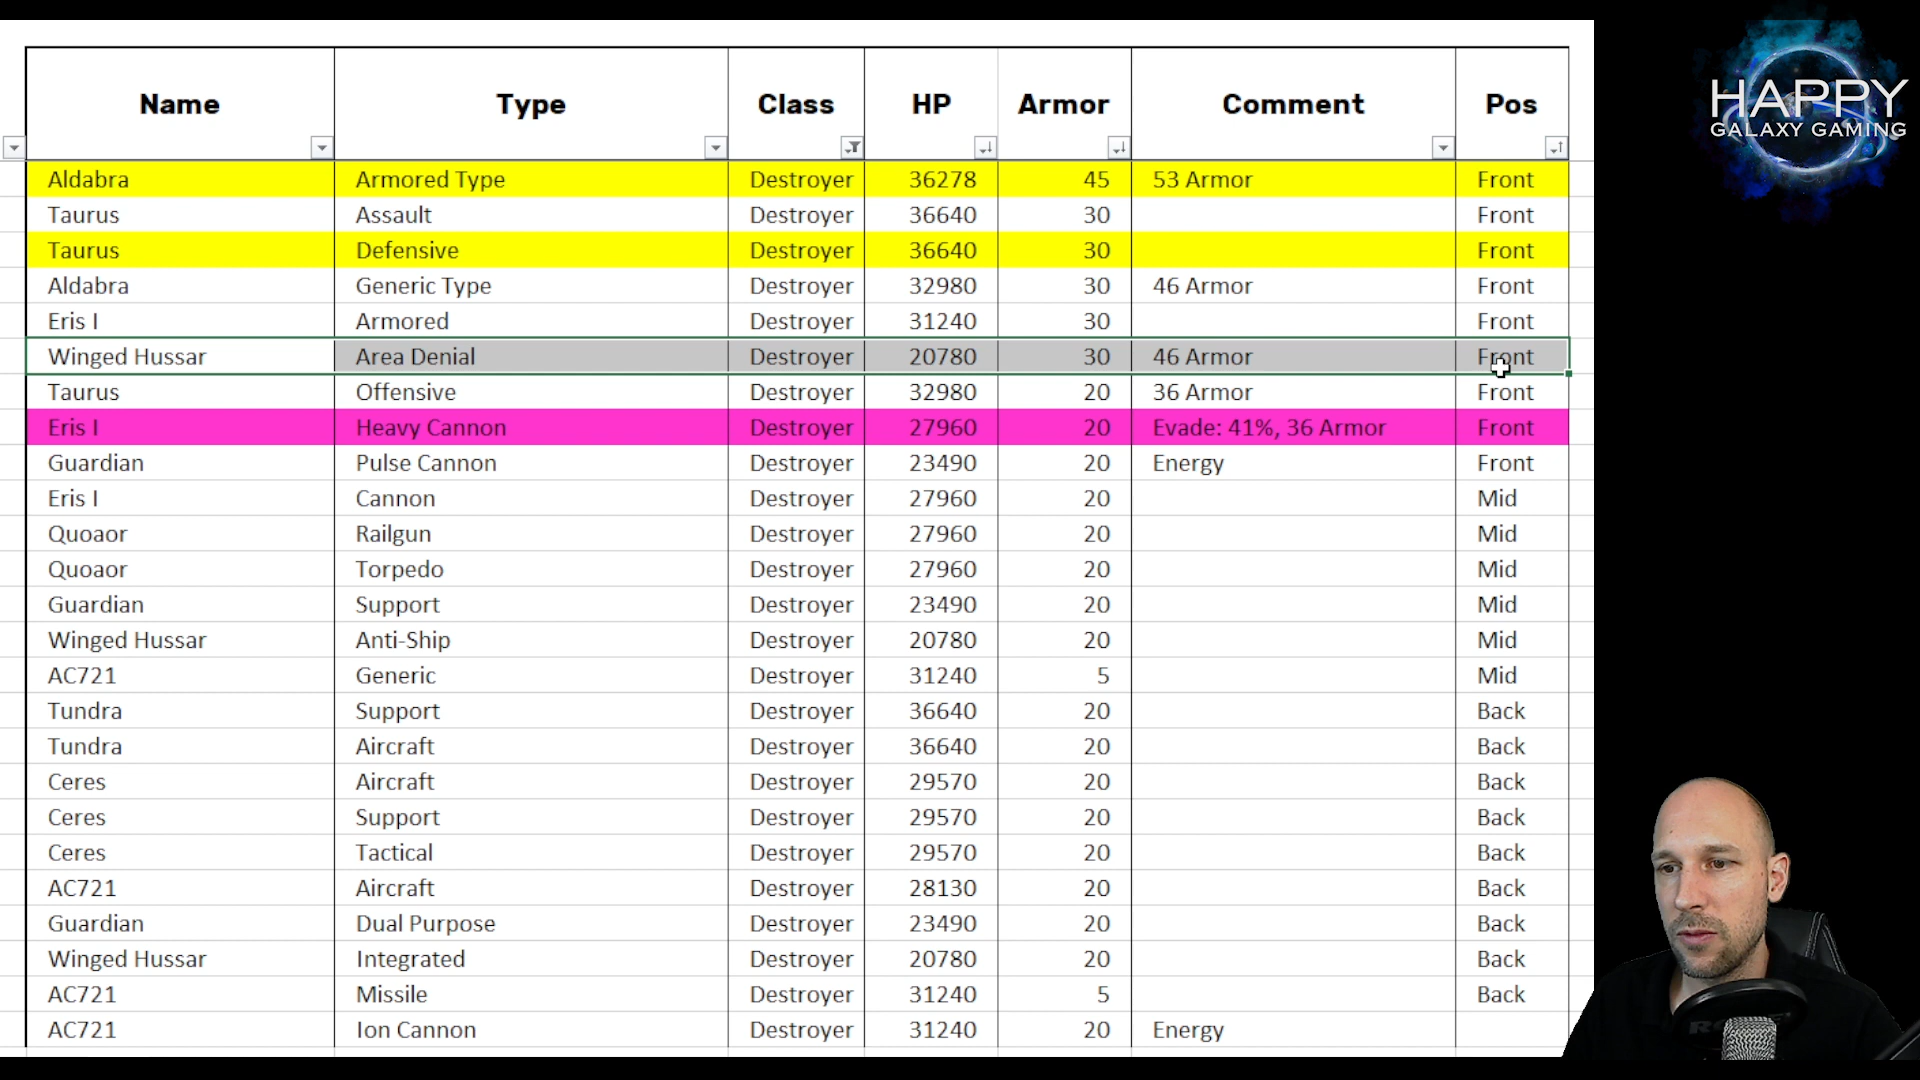 HAPPY
GALAXY GAMING
Name Type Class HP Armor Comment Pos
Aldabra Armored Type Destroyer 36278 45 53 Armor Front
Taurus Assault Destroyer 36640 30 Front
Taurus Defensive Destroyer 36640 30 Front
Aldabra Generic Type Destroyer 32980 30 46 Armor Front
Eris I Armored Destroyer 31240 30 Front
Winged Hussar Area Denial Destroyer 20780 30 46 Armor Front
Taurus Offensive Destroyer 32980 20 36 Armor Front
Eris I Heavy Cannon Destroyer 27960 20 Evade: 41%, 36 Armor Front
Guardian Pulse Cannon Destroyer 23490 20 Energy Front
Eris I Cannon Destroyer 27960 20 Mid
Quoaor Railgun Destroyer 27960 20 Mid
Quoaor Torpedo Destroyer 27960 20 Mid
Guardian Support Destroyer 23490 20 Mid
Winged Hussar Anti-Ship Destroyer 20780 20 Mid
AC721 Generic Destroyer 31240 5 Mid
Tundra Support Destroyer 36640 20 Back
Tundra Aircraft Destroyer 36640 20 Back
Ceres Aircraft Destroyer 29570 20 Back
Ceres Support Destroyer 29570 20 Back
Ceres Tactical Destroyer 29570 20 Back
AC721 Aircraft Destroyer 28130 20 Back
Guardian Dual Purpose Destroyer 23490 20 Back
Winged Hussar Integrated Destroyer 20780 20 Back
AC721 Missile Destroyer 31240 5 Back
AC721 Ion Cannon Destroyer 31240 20 Energy